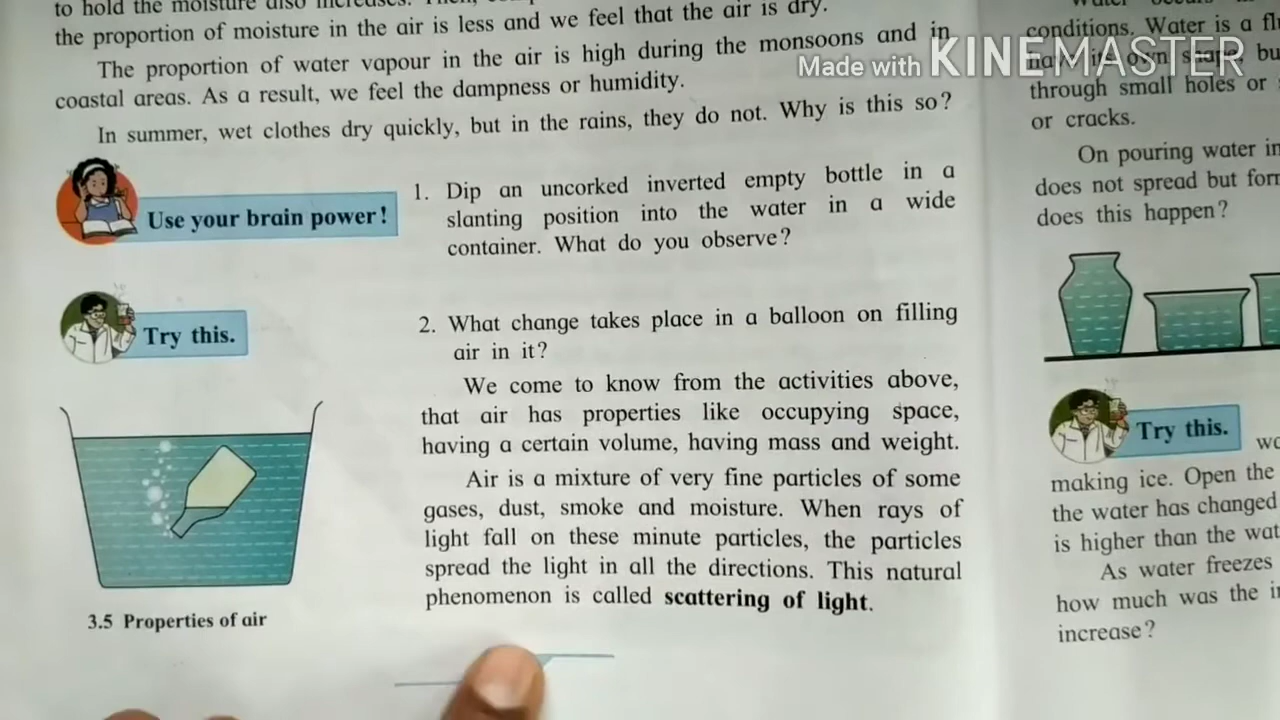 to hold the moisture also increases. Then,
the proportion of moisture in the air is less and we feel that the air is dry.
The proportion of water vapour in the air is high during the monsoons and in
coastal areas. As a result, we feel the dampness or humidity.
In summer, wet clothes dry quickly, but in the rains, they do not. Why is this so?
Use your brain power!
1. Dip an uncorked inverted empty bottle in a
slanting position into the water in a wide
container. What do you observe?
Try this.
2. What change takes place in a balloon on filling
air in it?
We come to know from the activities above,
that air has properties like occupying space,
having a certain volume, having mass and weight.
Air is a mixture of very fine particles of some
gases, dust, smoke and moisture. When rays of
light fall on these minute particles, the particles
spread the light in all the directions. This natural
phenomenon is called scattering of light.
3.5 Properties of air
Made with KINEMASTER
conditions. Water is a
through small holes or
or cracks.
On pouring water in
does not spread but
does this happen?
Try this.
making ice. Open the
the water has changed
is higher than the
As water freezes
how much was the
increase?